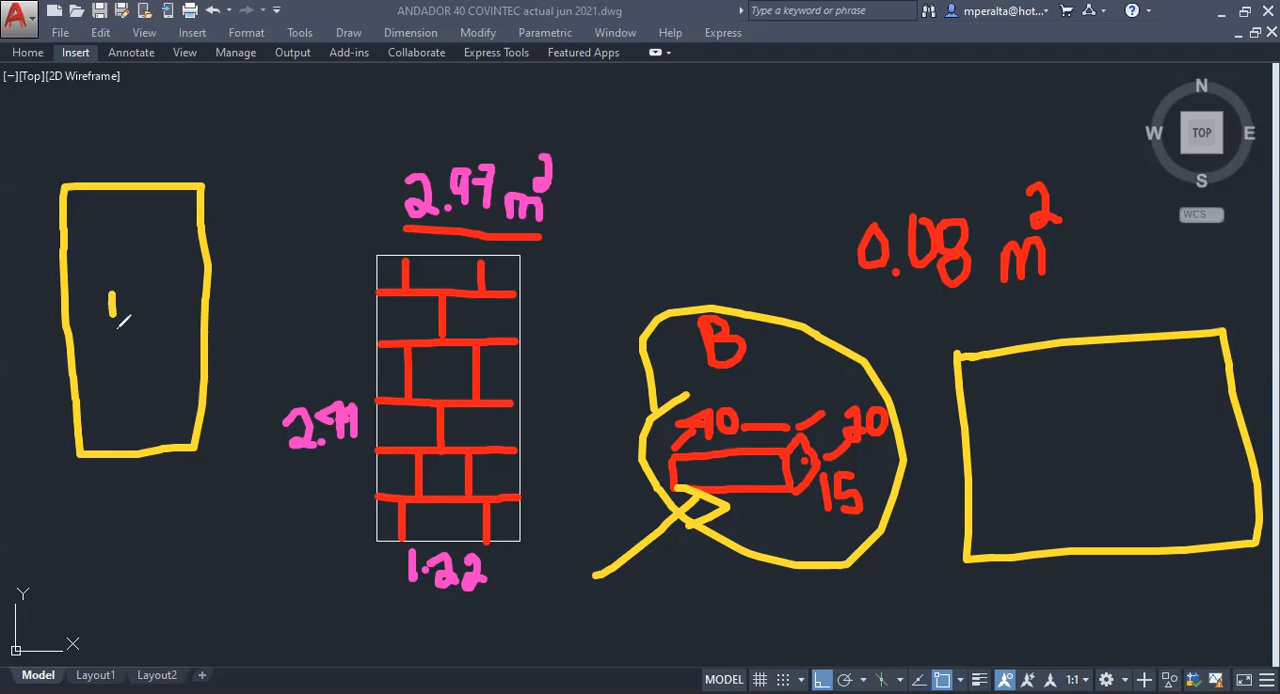 ANDADOR 40 COVINTEC actual jun 2021.dwg
Type a keyword or phrase
mperalta@hot...
File Edit View Insert Format Tools Draw Dimension Modify Parametric Window Help Express
Home Insert Annotate View Manage Output Add-ins Collaborate Express Tools Featured Apps
[−][Top][2D Wireframe]
N
W TOP E
S
WCS
2.97 m²
0.08 m²
B
40 20
15
2.44
1.22
Y
X
Model Layout1 Layout2 +
MODEL 1:1